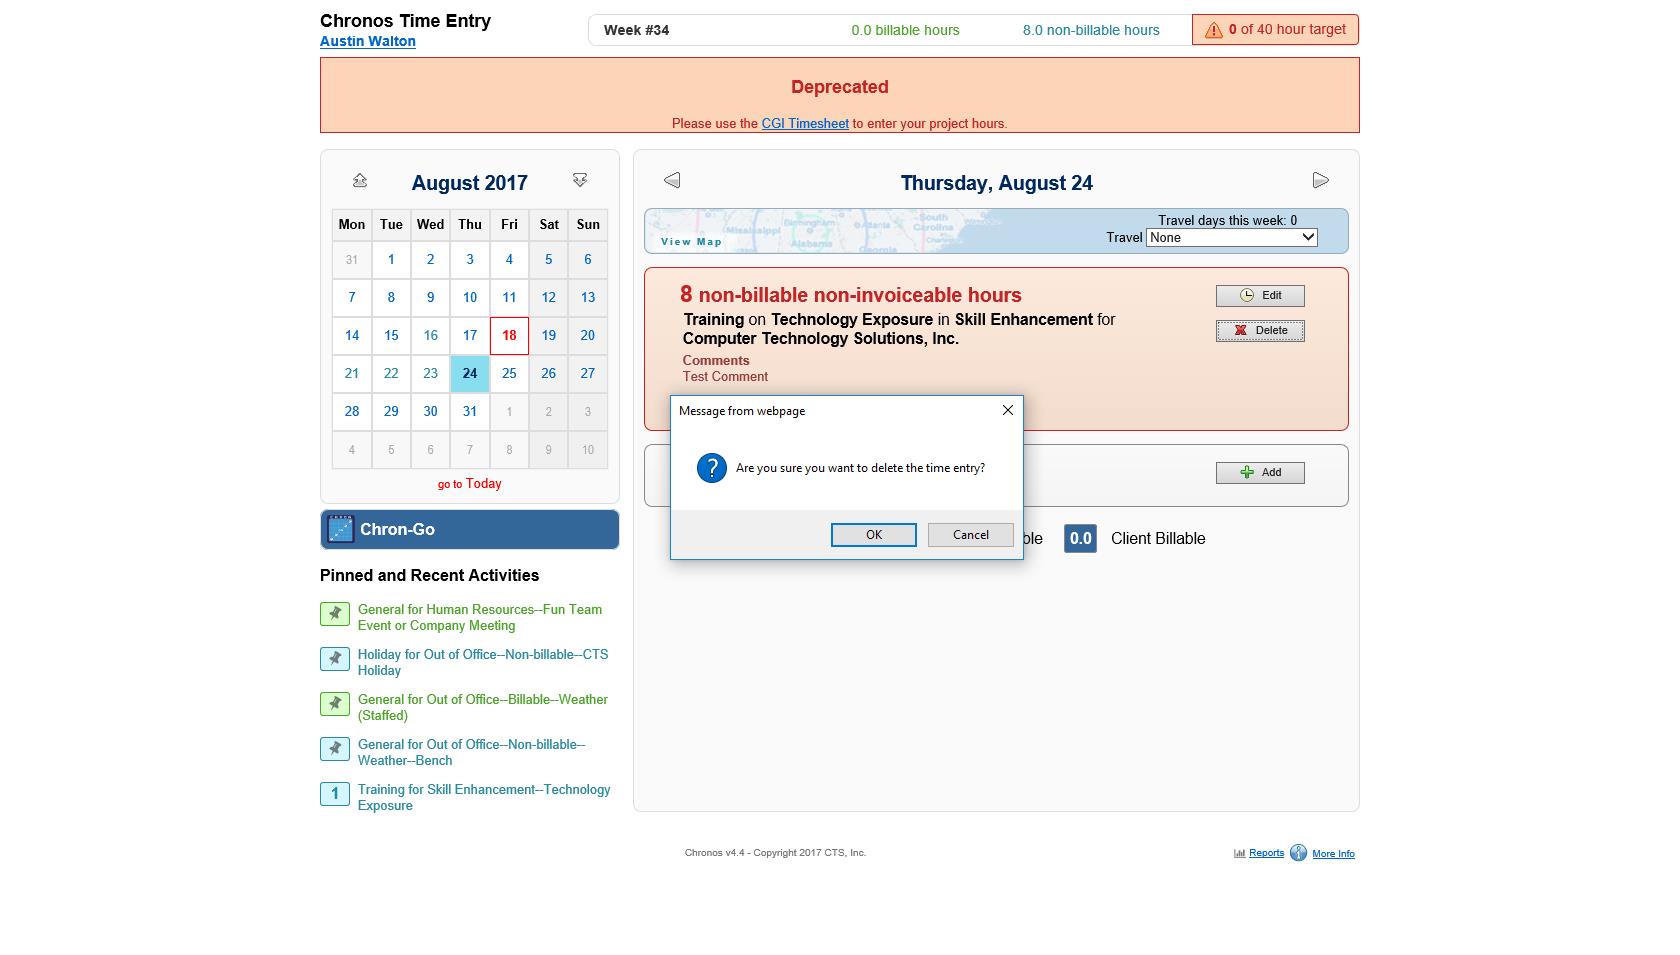 Chronos Time Entry
Austin Walton
Week #34 0.0 billable hours 8.0 non-billable hours 0 of 40 hour target
Deprecated
Please use the CGI Timesheet to enter your project hours.
August 2017
Mon Tue Wed Thu Fri Sat Sun
31 1 2 3 4 5 6
7 8 9 10 11 12 13
14 15 16 17 18 19 20
21 22 23 24 25 26 27
28 29 30 31 1 2 3
4 5 6 7 8 9 10
go to Today
Chron-Go
Pinned and Recent Activities
General for Human Resources--Fun Team
Event or Company Meeting
Holiday for Out of Office--Non-billable--CTS
Holiday
General for Out of Office--Billable--Weather
(Staffed)
General for Out of Office--Non-billable--
Weather--Bench
1 Training for Skill Enhancement--Technology
Exposure
Thursday, August 24
Mississippi
Birmingham
Alabama
Atlanta
Georgia
South
Carolina
View Map
Travel days this week: 0
Travel None
8 non-billable non-invoiceable hours
Training on Technology Exposure in Skill Enhancement for
Computer Technology Solutions, Inc.
Comments
Test Comment
Edit
Delete
Message from webpage
? Are you sure you want to delete the time entry?
OK Cancel
Add
ble 0.0 Client Billable
Chronos v4.4 - Copyright 2017 CTS, Inc.
Reports More Info